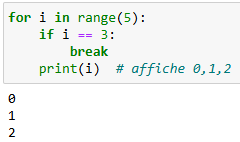 for i in range(5):
    if i == 3:
        break
    print(i)  # affiche 0,1,2
0
1
2